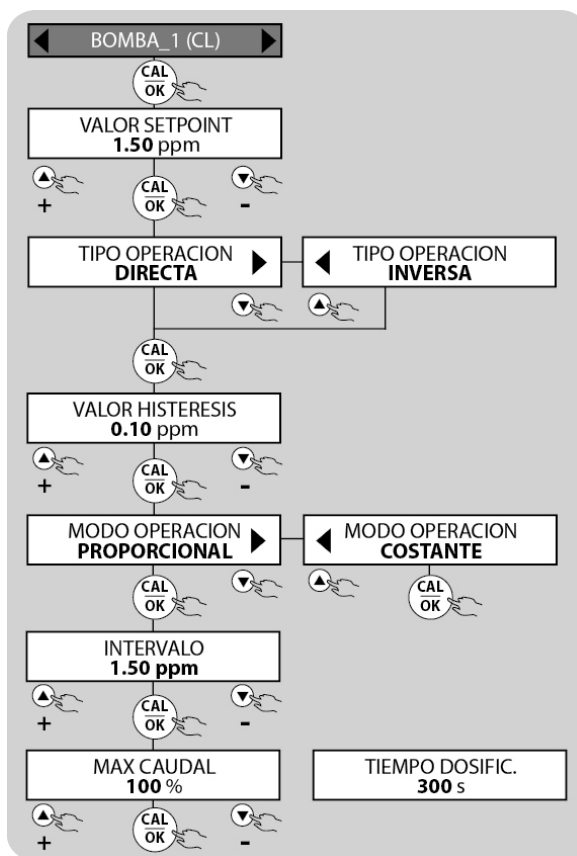 BOMBA_1 (CL)
CAL
OK
VALOR SETPOINT
1.50 ppm
+
CAL
OK
-
TIPO OPERACION
DIRECTA
TIPO OPERACION
INVERSA
CAL
OK
VALOR HISTERESIS
0.10 ppm
+
CAL
OK
-
MODO OPERACION
PROPORCIONAL
MODO OPERACION
COSTANTE
CAL
OK
CAL
OK
INTERVALO
1.50 ppm
+
CAL
OK
-
MAX CAUDAL
100 %
TIEMPO DOSIFIC.
300 s
+
CAL
OK
-